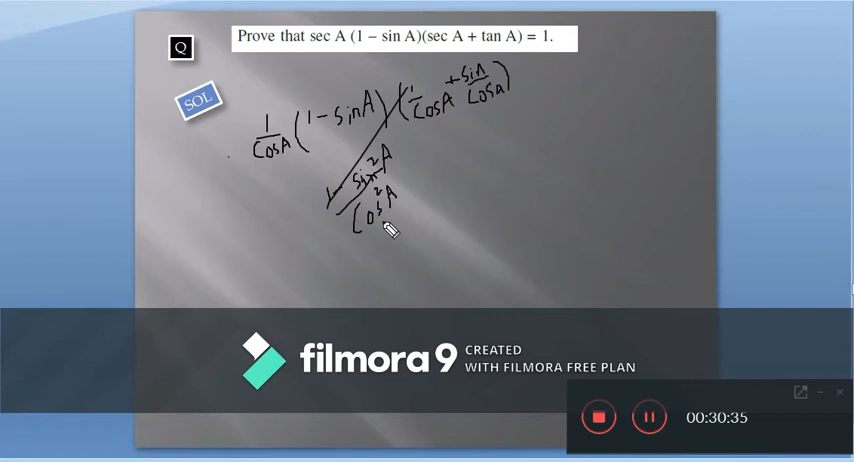 Q
Prove that sec A (1 − sin A)(sec A + tan A) = 1.
SOL
1/CosA (1 - sinA) (1/CosA + sinA/Cosa)
1 - sin²A / Cos²A
filmora 9 CREATED
WITH FILMORA FREE PLAN
00:30:35